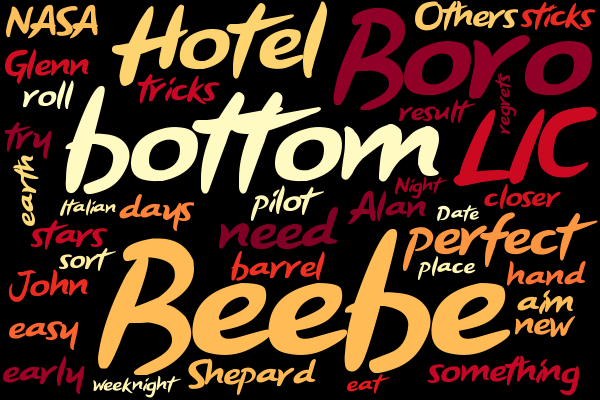 NASA
Hotel
Others
sticks
Glenn
tricks
Boro
roll
result
regrets
try
bottom
LIC
earth
Italian
days
pilot
Night
Alan
Date
closer
stars
need
perfect
sort
barrel
place
hand
John
Beebe
aim
easy
new
early
weeknight
Shepard
eat
something